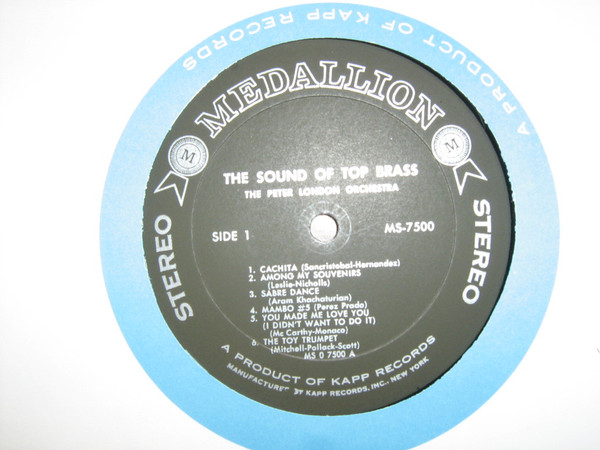 A PRODUCT OF KAPP RECORDS
MEDALLION
M
M
THE SOUND OF TOP BRASS
THE PETER LONDON ORCHESTRA
SIDE 1
MS-7500
STEREO
STEREO
1. CACHITA (Sancristobal-Hernandez)
2. AMONG MY SOUVENIRS
(Leslie-Nicholls)
3. SABRE DANCE
(Aram Khachaturian)
4. MAMBO #5 (Perez Prado)
5. YOU MADE ME LOVE YOU
(I DIDN'T WANT TO DO IT)
(Mc Carthy-Monaco)
6. THE TOY TRUMPET
(Mitchell-Pollack-Scott)
MS 0 7500 A
A PRODUCT OF KAPP RECORDS
MANUFACTURE BY KAPP RECORDS, INC., NEW YORK